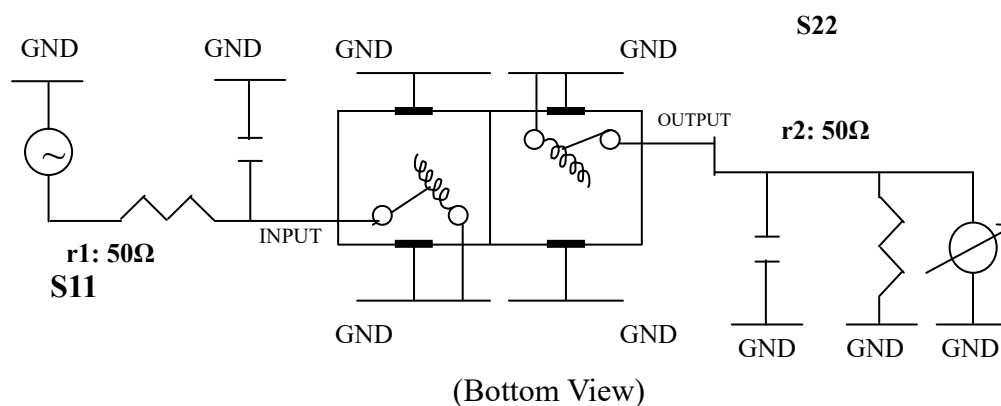 S22
GND
GND
GND
GND
OUTPUT
r2: 50Ω
INPUT
r1: 50Ω
S11
GND
GND
GND
GND
GND
(Bottom View)